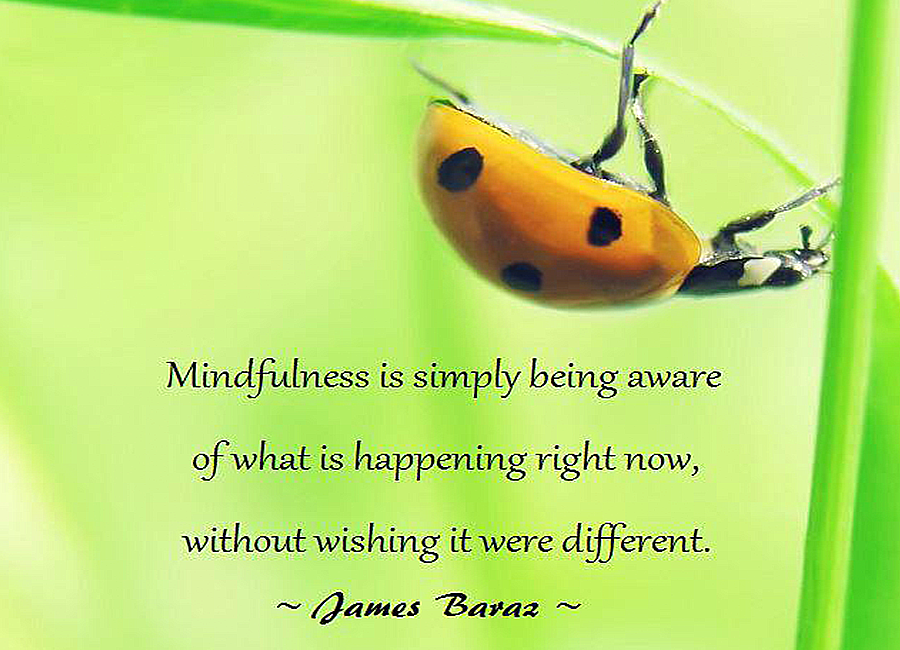 Mindfulness is simply being aware
of what is happening right now,
without wishing it were different.
~ James Baraz ~